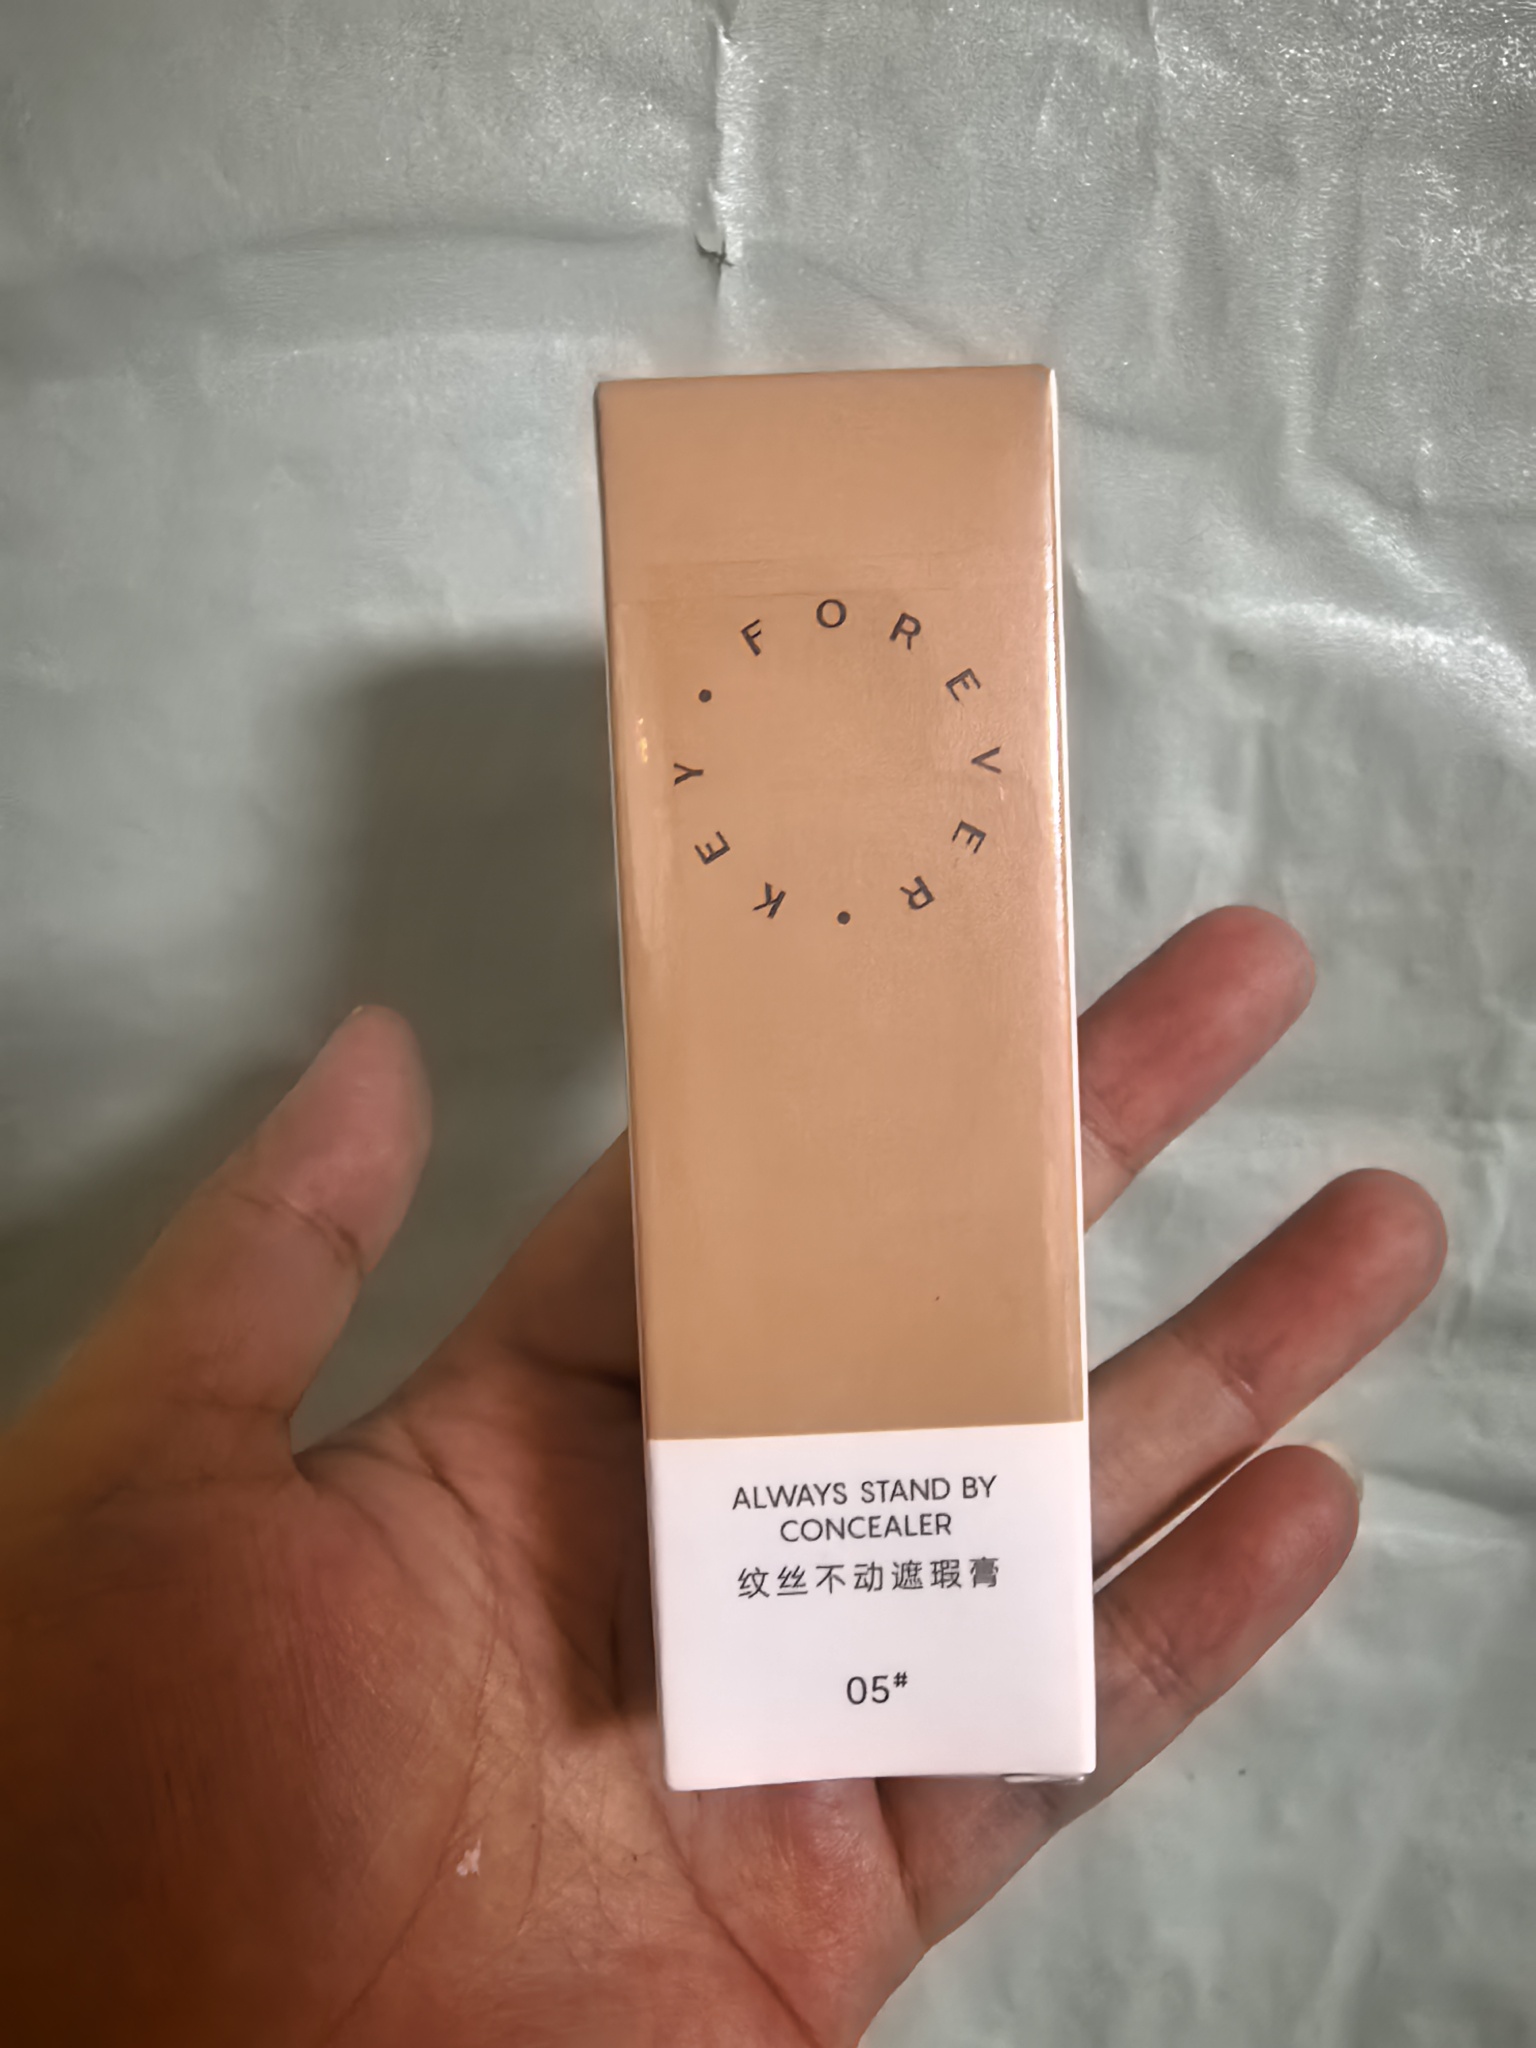 FOREVER • KEY •
ALWAYS STAND BY
CONCEALER
纹丝不动遮瑕膏
05#